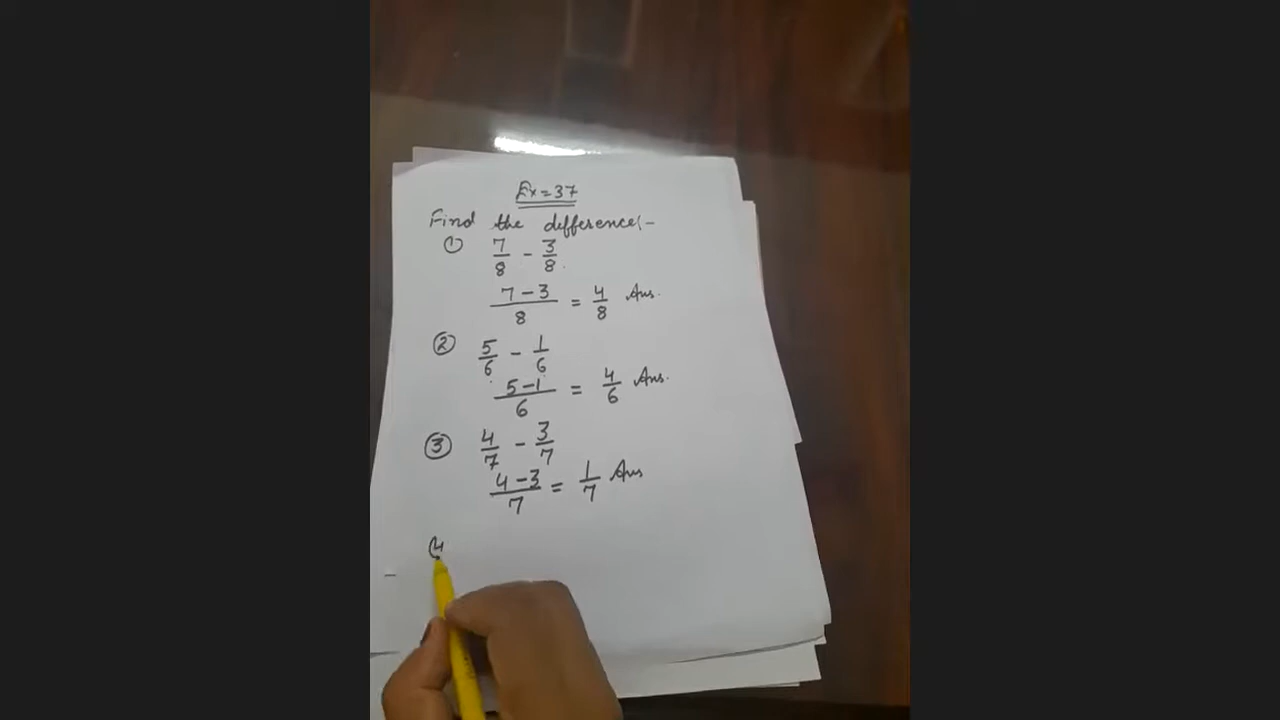 Ex = 37
Find the difference:-
① 7/8 - 3/8
7-3/8 = 4/8 Ans.
② 5/6 - 1/6
5-1/6 = 4/6 Ans.
③ 4/7 - 3/7
4-3/7 = 1/7 Ans
4